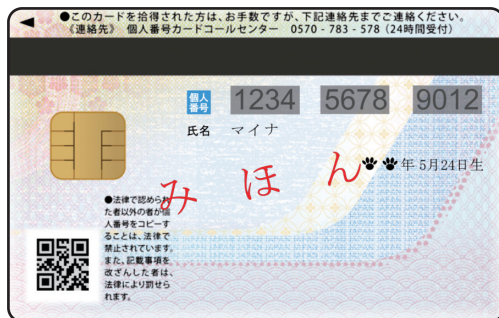 ●このカードを拾得された方は、お手数ですが、下記連絡先までご連絡ください。
《連絡先》 個人番号カードコールセンター 0570-783-578（24時間受付）
個人番号 1234 5678 9012
氏名 マイナ
年 5月24日生
みほん
●法律で認められ
た者以外の者が個
人番号をコピーす
ることは、法律で
禁止されています。
また、記載事項を
改ざんした者は、
法律により罰せら
れます。